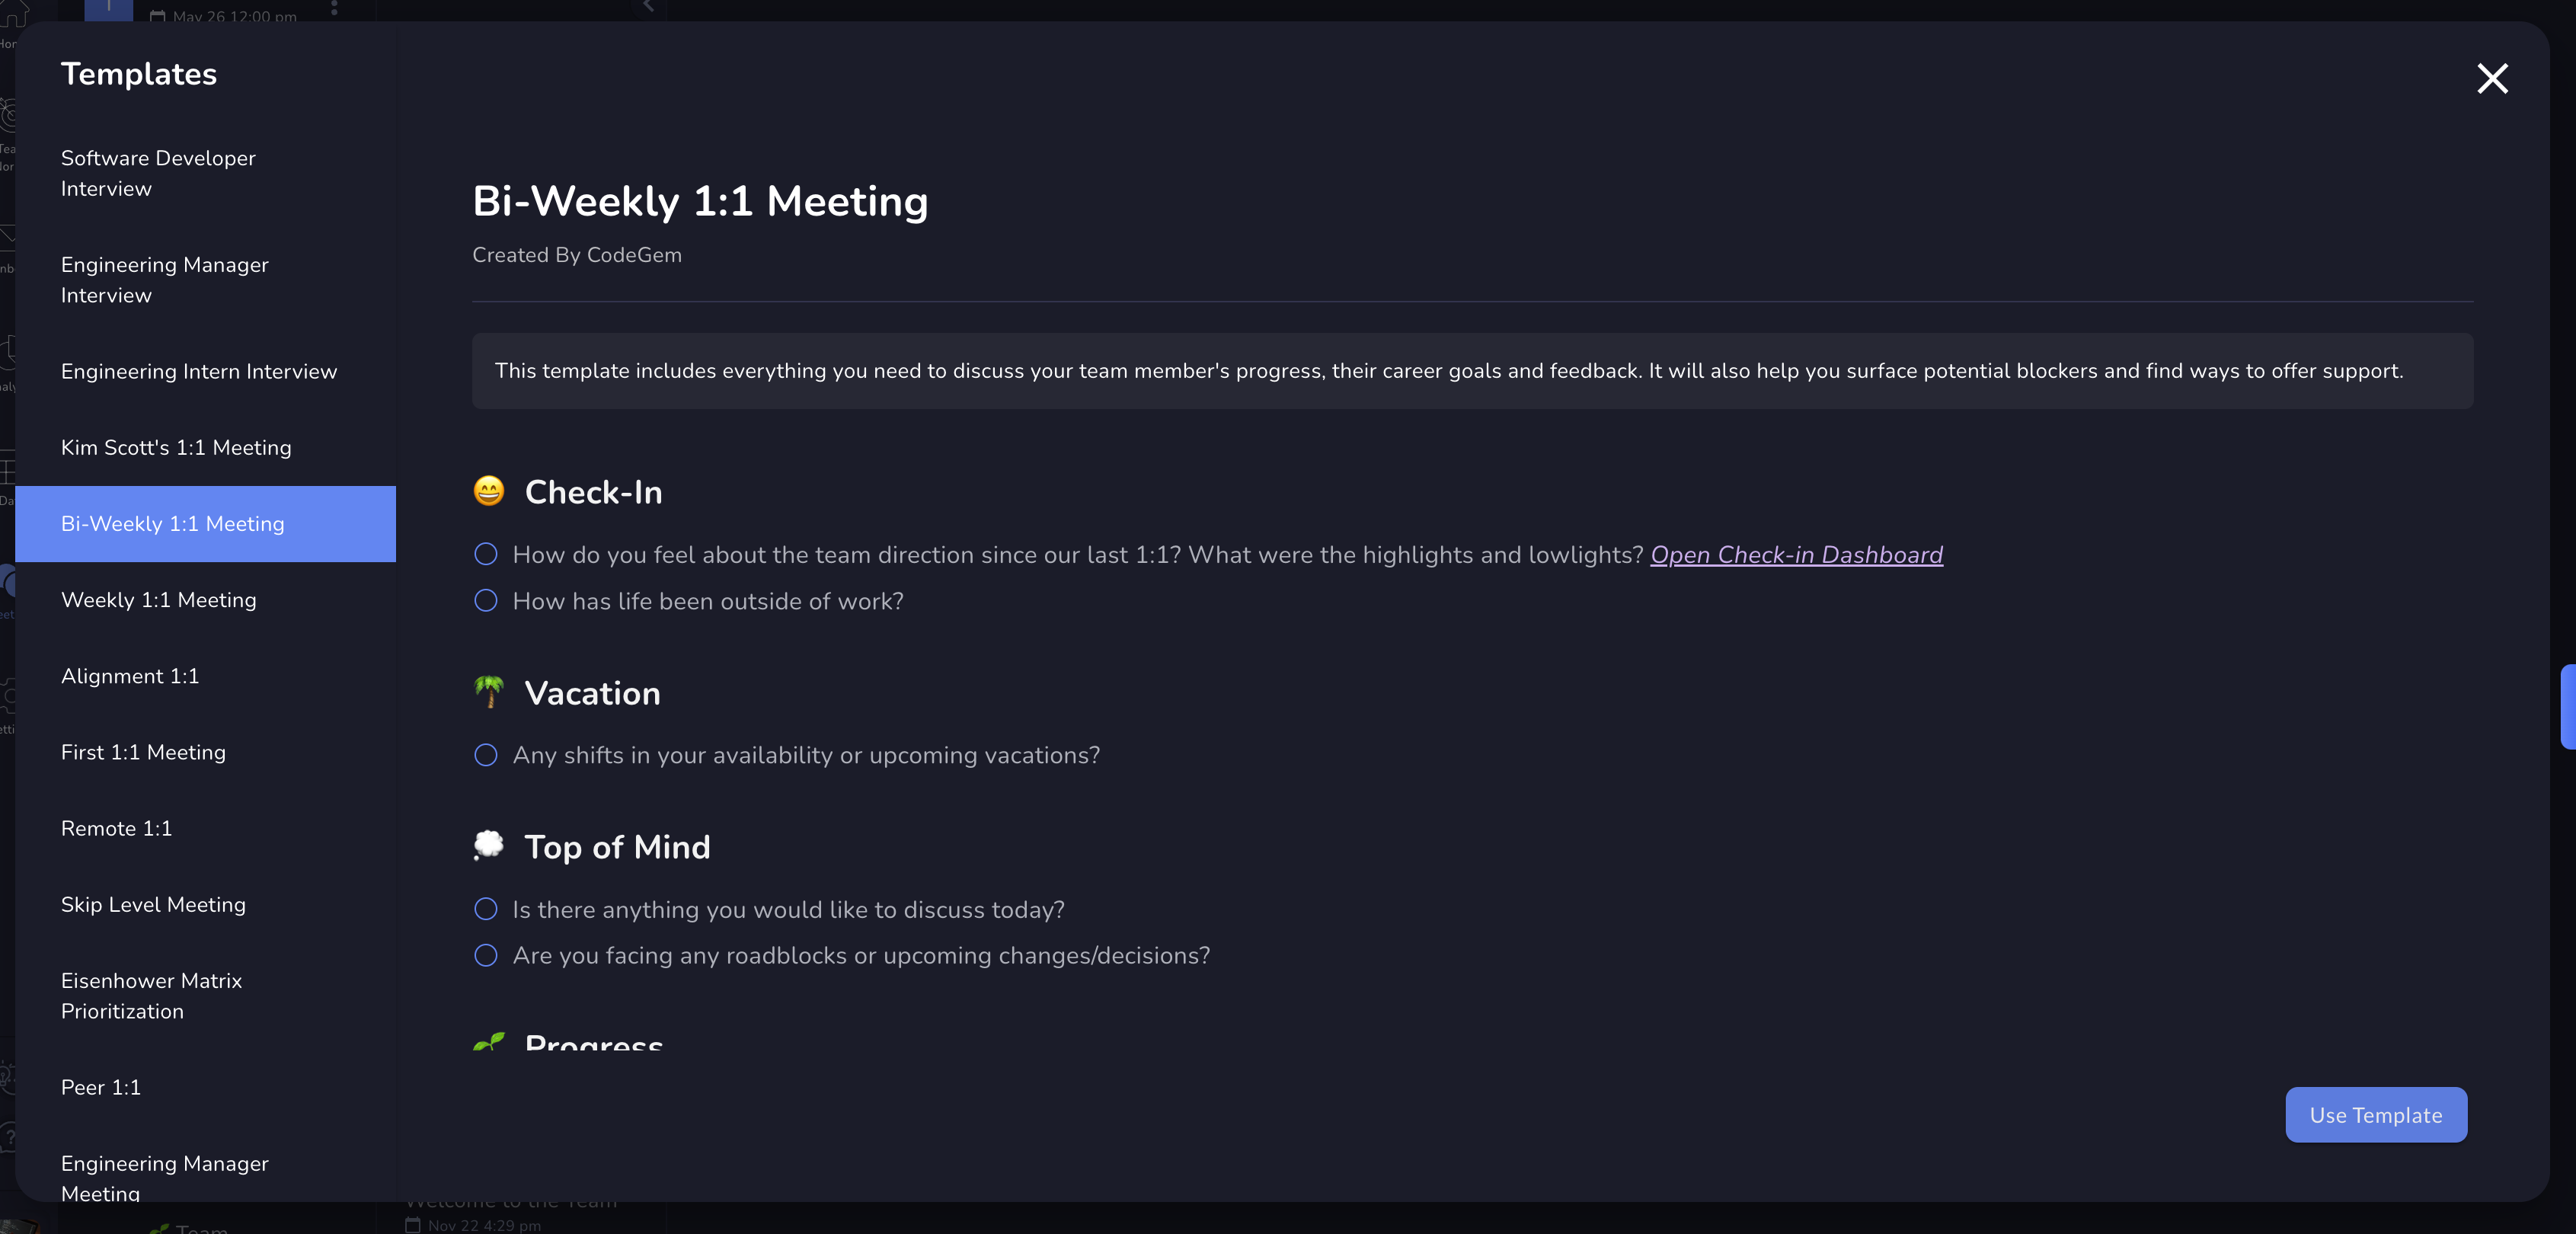 May 26 12:00 pm
Templates
Software Developer
Interview
Engineering Manager
Interview
Engineering Intern Interview
Kim Scott's 1:1 Meeting
Bi-Weekly 1:1 Meeting
Weekly 1:1 Meeting
Alignment 1:1
First 1:1 Meeting
Remote 1:1
Skip Level Meeting
Eisenhower Matrix
Prioritization
Peer 1:1
Engineering Manager
Meeting
Bi-Weekly 1:1 Meeting
Created By CodeGem
This template includes everything you need to discuss your team member's progress, their career goals and feedback. It will also help you surface potential blockers and find ways to offer support.
😄 Check-In
How do you feel about the team direction since our last 1:1? What were the highlights and lowlights? Open Check-in Dashboard
How has life been outside of work?
🌴 Vacation
Any shifts in your availability or upcoming vacations?
💭 Top of Mind
Is there anything you would like to discuss today?
Are you facing any roadblocks or upcoming changes/decisions?
🌱 Progress
Use Template
Welcome to the Team
Nov 22 4:29 pm
🌱 Team